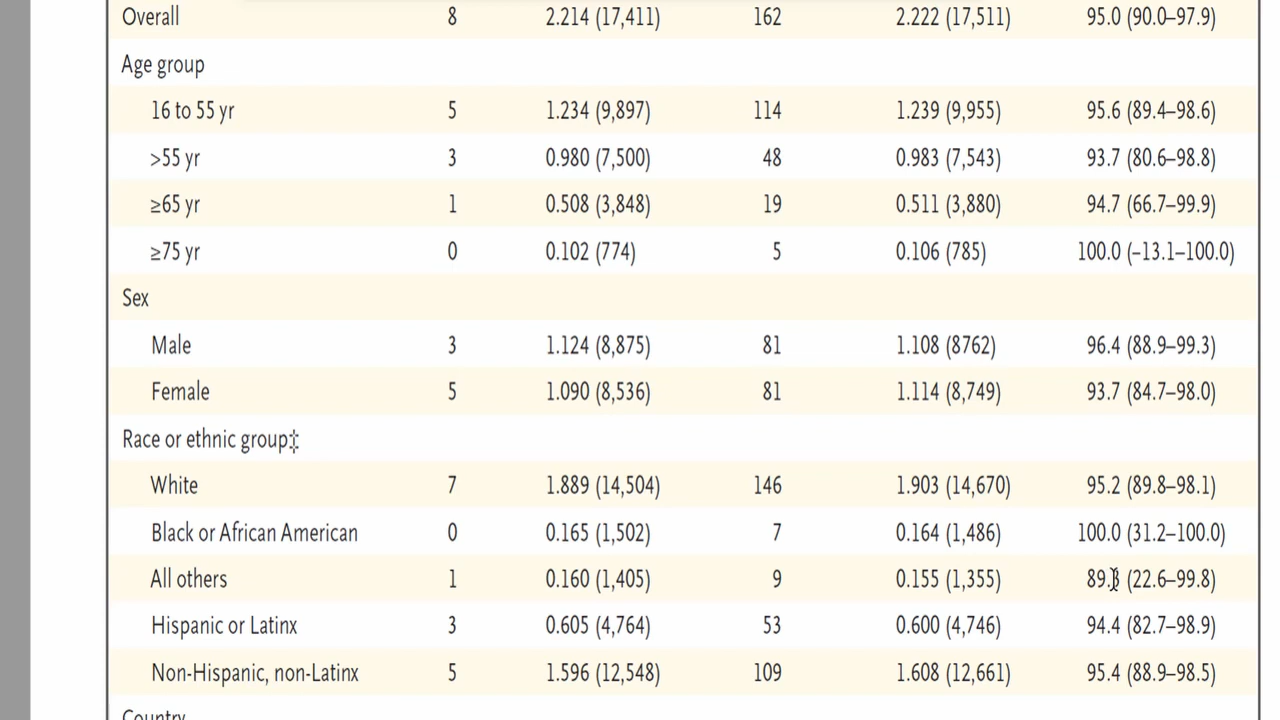 Overall 8 2.214 (17,411) 162 2.222 (17,511) 95.0 (90.0–97.9)
Age group
16 to 55 yr 5 1.234 (9,897) 114 1.239 (9,955) 95.6 (89.4–98.6)
>55 yr 3 0.980 (7,500) 48 0.983 (7,543) 93.7 (80.6–98.8)
≥65 yr 1 0.508 (3,848) 19 0.511 (3,880) 94.7 (66.7–99.9)
≥75 yr 0 0.102 (774) 5 0.106 (785) 100.0 (–13.1–100.0)
Sex
Male 3 1.124 (8,875) 81 1.108 (8762) 96.4 (88.9–99.3)
Female 5 1.090 (8,536) 81 1.114 (8,749) 93.7 (84.7–98.0)
Race or ethnic group‡
White 7 1.889 (14,504) 146 1.903 (14,670) 95.2 (89.8–98.1)
Black or African American 0 0.165 (1,502) 7 0.164 (1,486) 100.0 (31.2–100.0)
All others 1 0.160 (1,405) 9 0.155 (1,355) 89.3 (22.6–99.8)
Hispanic or Latinx 3 0.605 (4,764) 53 0.600 (4,746) 94.4 (82.7–98.9)
Non-Hispanic, non-Latinx 5 1.596 (12,548) 109 1.608 (12,661) 95.4 (88.9–98.5)
Country